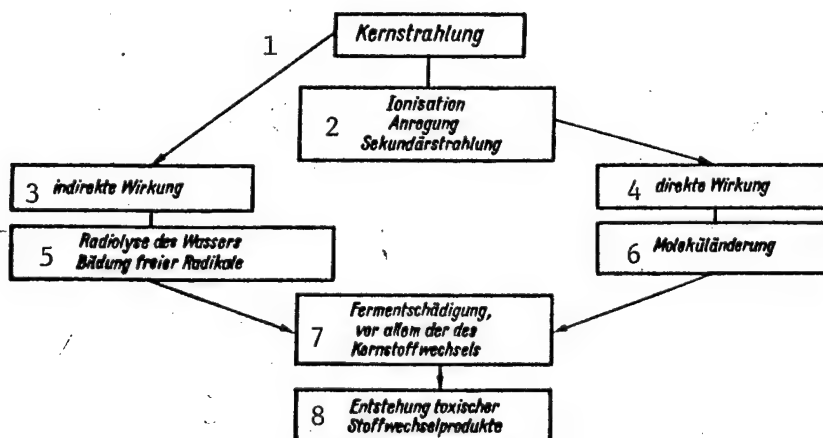 1 Kernstrahlung
2 Ionisation
Anregung
Sekundärstrahlung
3 indirekte Wirkung
4 direkte Wirkung
5 Radiolyse des Wassers
Bildung freier Radikale
6 Moleküländerung
7 Fermentschädigung,
vor allem der des
Kernstoffwechsels
8 Entstehung toxischer
Stoffwechselprodukte